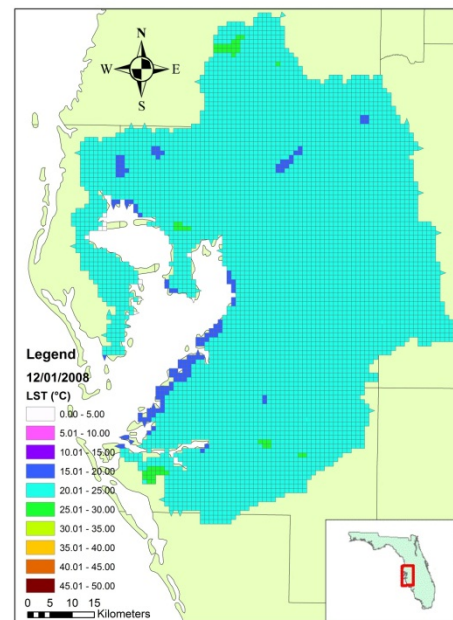 N
W E
S
Legend
12/01/2008
LST (°C)
0.00 - 5.00
5.01 - 10.00
10.01 - 15.00
15.01 - 20.00
20.01 - 25.00
25.01 - 30.00
30.01 - 35.00
35.01 - 40.00
40.01 - 45.00
45.01 - 50.00
0 5 10 15
Kilometers